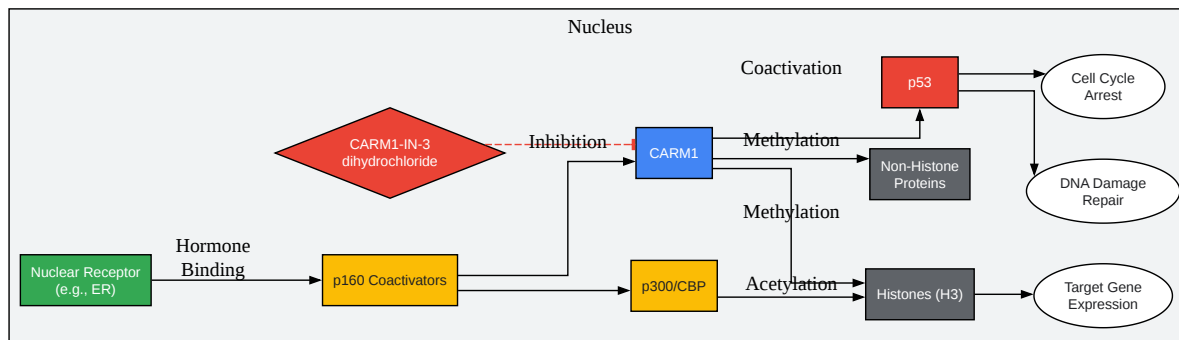 Nucleus
Coactivation
p53
Cell Cycle
Arrest
CARM1-IN-3
dihydrochloride
Inhibition
CARM1
Methylation
Non-Histone
Proteins
DNA Damage
Repair
Methylation
Nuclear Receptor
(e.g., ER)
Hormone
Binding
p160 Coactivators
p300/CBP
Acetylation
Histones (H3)
Target Gene
Expression